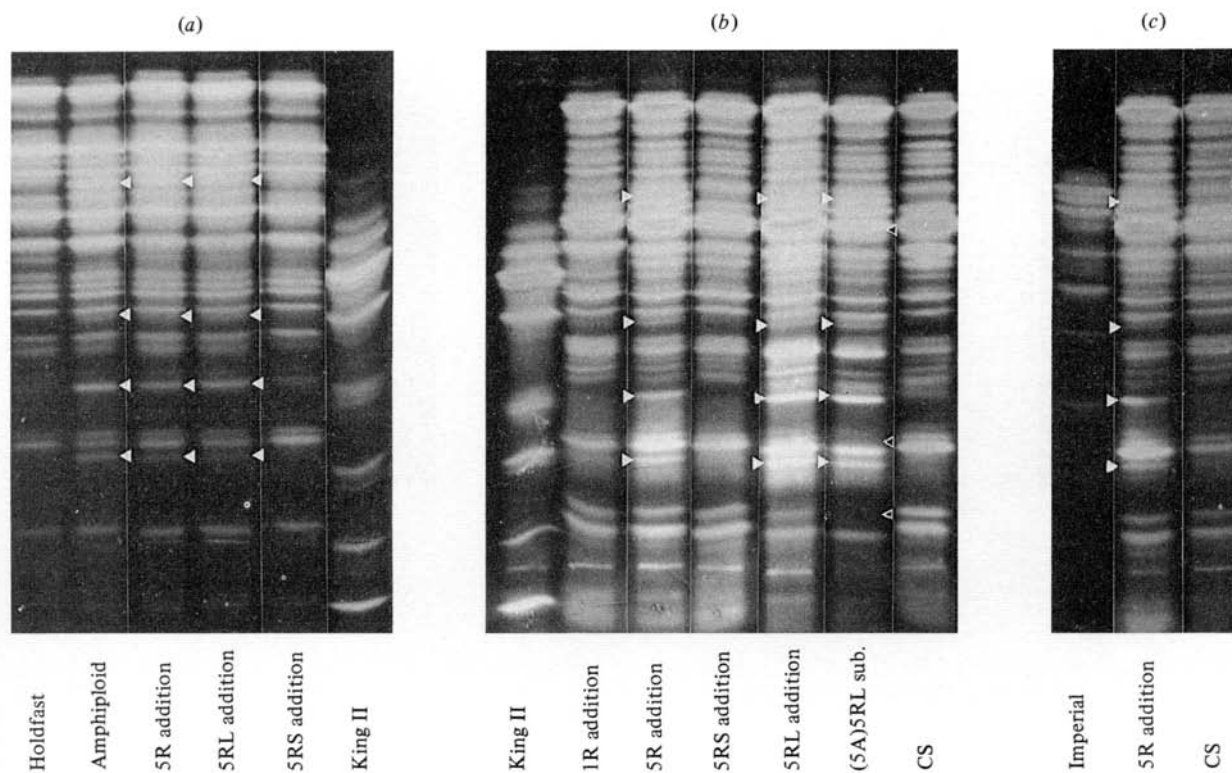 (a)
(b)
(c)
Holdfast
Amphiploid
5R addition
5RL addition
5RS addition
King II
King II
1R addition
5R addition
5RS addition
5RL addition
(5A)5RL sub.
CS
Imperial
5R addition
CS